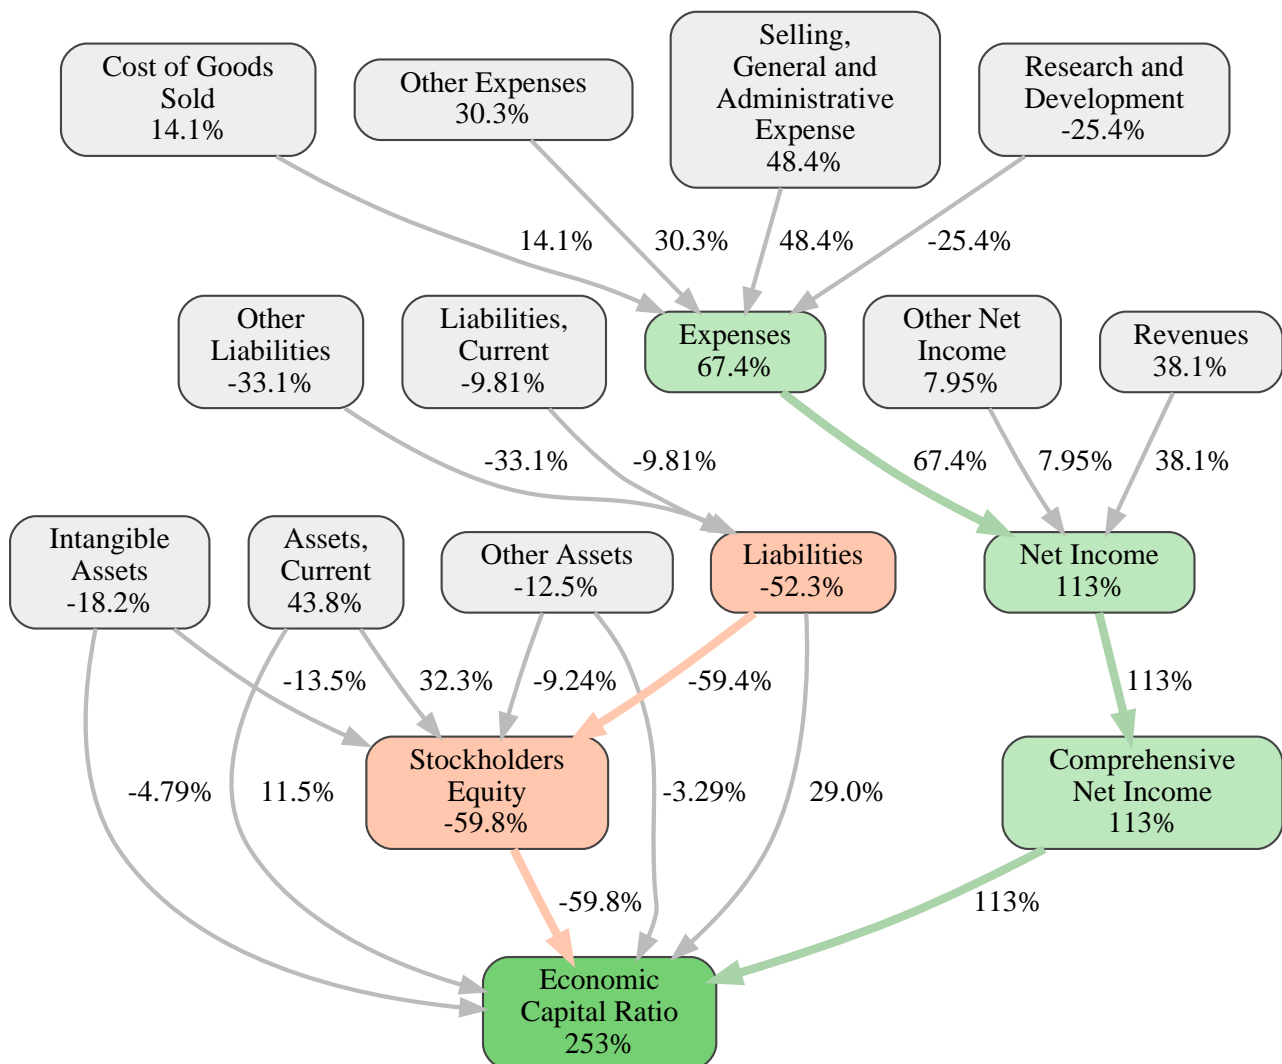 Cost of Goods
Sold
14.1%
Other Expenses
30.3%
Selling,
General and
Administrative
Expense
48.4%
Research and
Development
-25.4%
14.1%
30.3%
48.4%
-25.4%
Other
Liabilities
-33.1%
Liabilities,
Current
-9.81%
Expenses
67.4%
Other Net
Income
7.95%
Revenues
38.1%
-33.1%
-9.81%
67.4%
7.95%
38.1%
Intangible
Assets
-18.2%
Assets,
Current
43.8%
Other Assets
-12.5%
Liabilities
-52.3%
Net Income
113%
-13.5%
32.3%
-9.24%
-59.4%
113%
Stockholders
Equity
-59.8%
Comprehensive
Net Income
113%
-4.79%
11.5%
-3.29%
29.0%
-59.8%
113%
Economic
Capital Ratio
253%